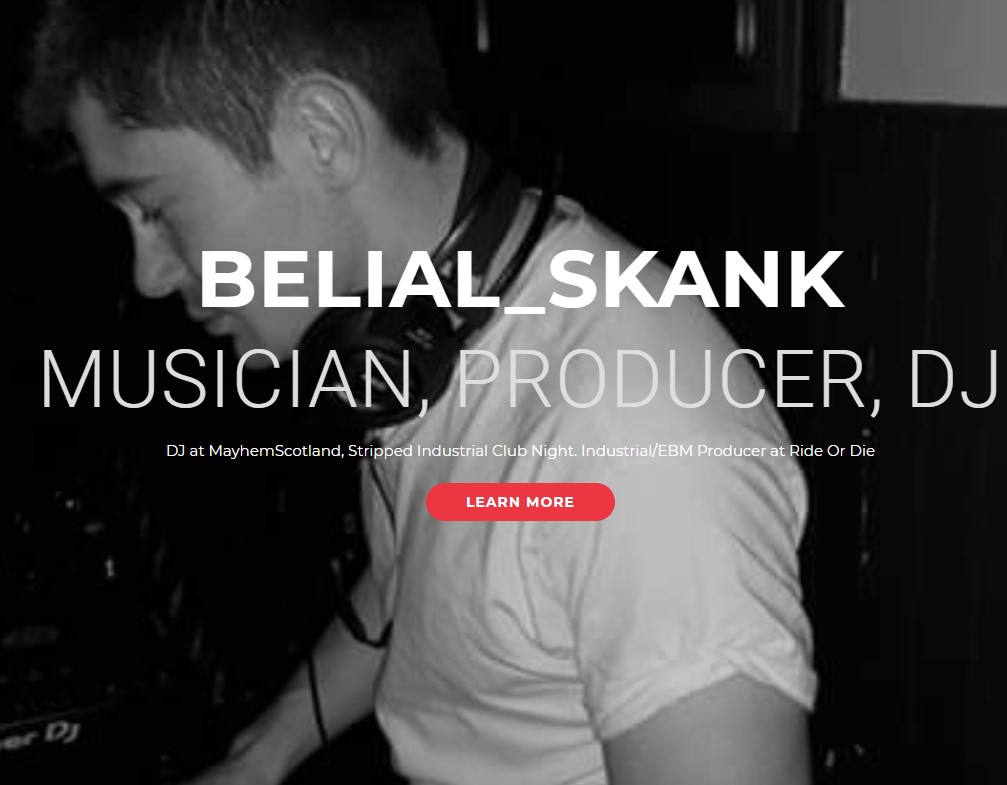 BELIAL_SKANK
MUSICIAN, PRODUCER, DJ
DJ at MayhemScotland, Stripped Industrial Club Night. Industrial/EBM Producer at Ride Or Die
LEARN MORE
DJ